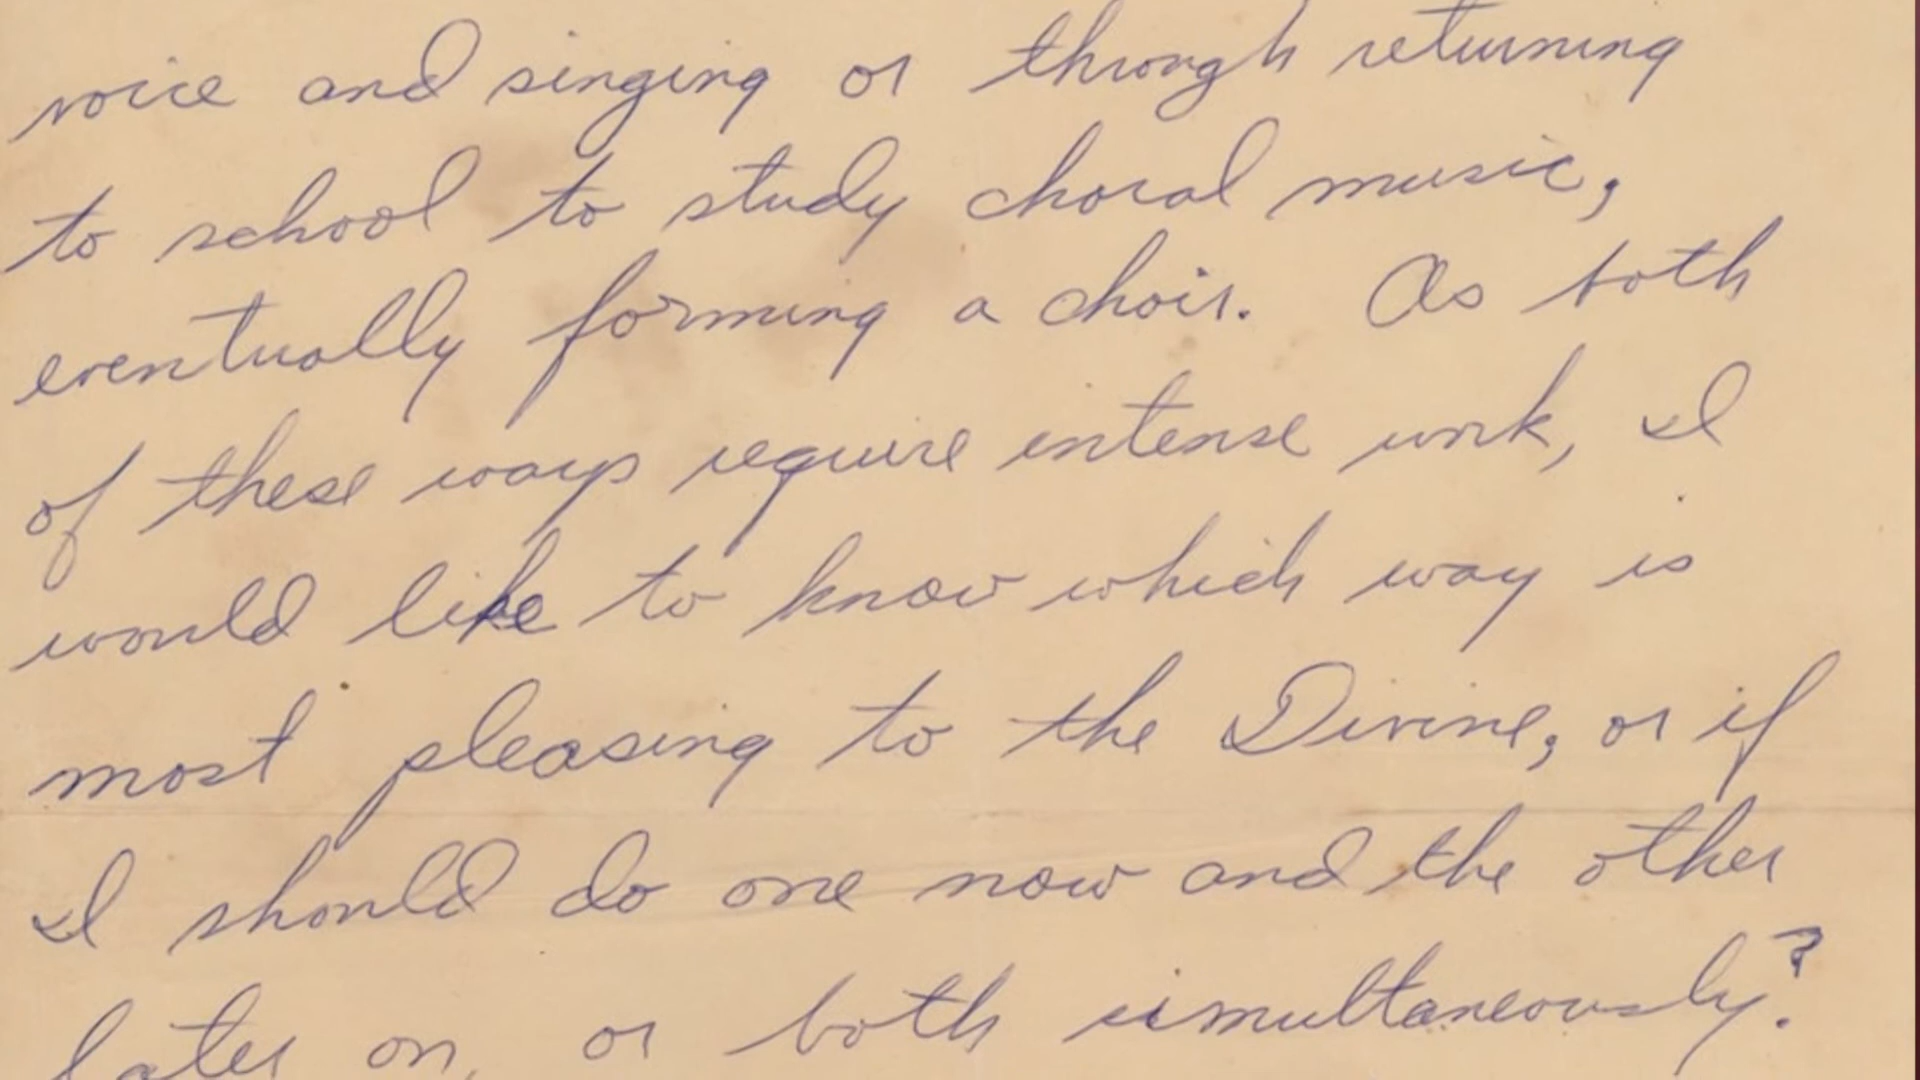 voice and singing or through returning
to school to study choral music,
eventually forming a choir. As both
of these ways require intense work, I
would like to know which way is
most pleasing to the Divine, or if
I should do one now and the other
later on, or both simultaneously?